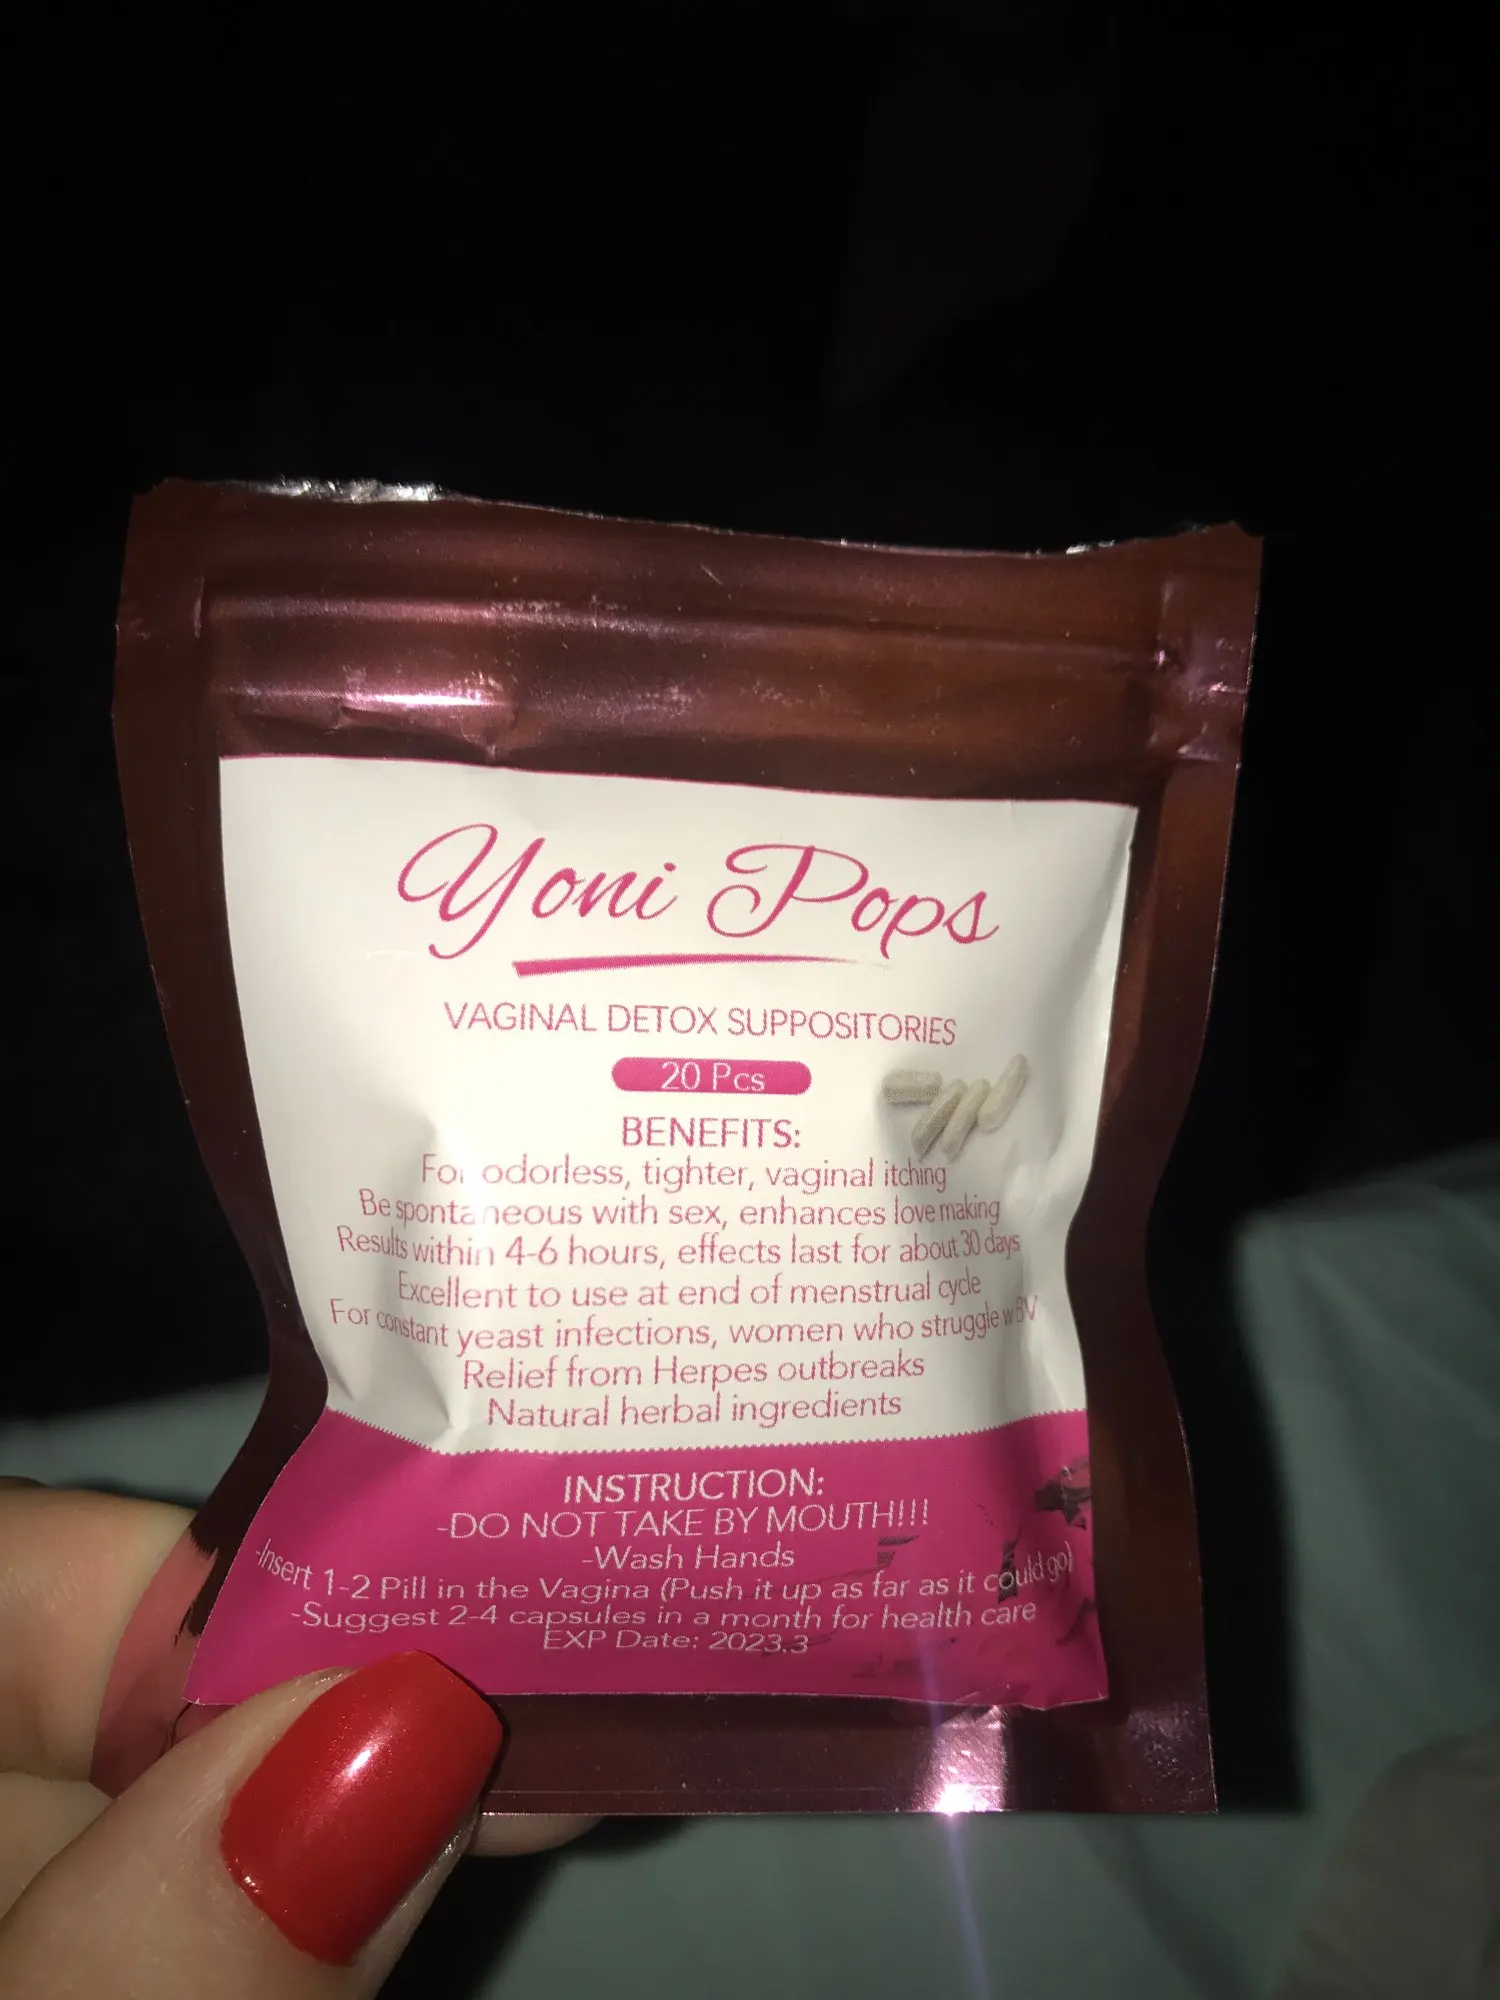 Yoni Pops
VAGINAL DETOX SUPPOSITORIES
20 Pcs
BENEFITS:
For odorless, tighter, vaginal itching
Be spontaneous with sex, enhances love making
Results within 4-6 hours, effects last for about 30 days
Excellent to use at end of menstrual cycle
For constant yeast infections, women who struggle w BV
Relief from Herpes outbreaks
Natural herbal ingredients
INSTRUCTION:
-DO NOT TAKE BY MOUTH!!!
-Wash Hands
-Insert 1-2 Pill in the Vagina (Push it up as far as it could go)
-Suggest 2-4 capsules in a month for health care
EXP Date: 2023.3